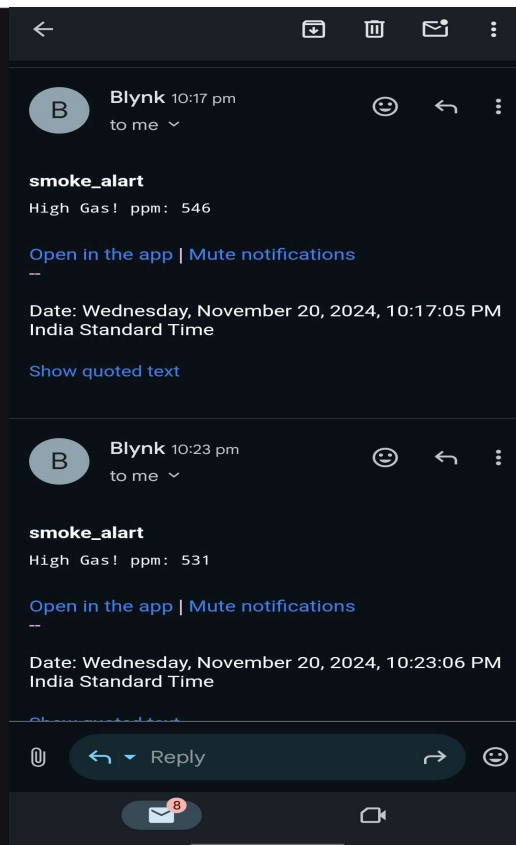 B
Blynk 10:17 pm
to me
smoke_alart
High Gas! ppm: 546
Open in the app | Mute notifications
--
Date: Wednesday, November 20, 2024, 10:17:05 PM
India Standard Time
Show quoted text
B
Blynk 10:23 pm
to me
smoke_alart
High Gas! ppm: 531
Open in the app | Mute notifications
--
Date: Wednesday, November 20, 2024, 10:23:06 PM
India Standard Time
Show quoted text
Reply
8